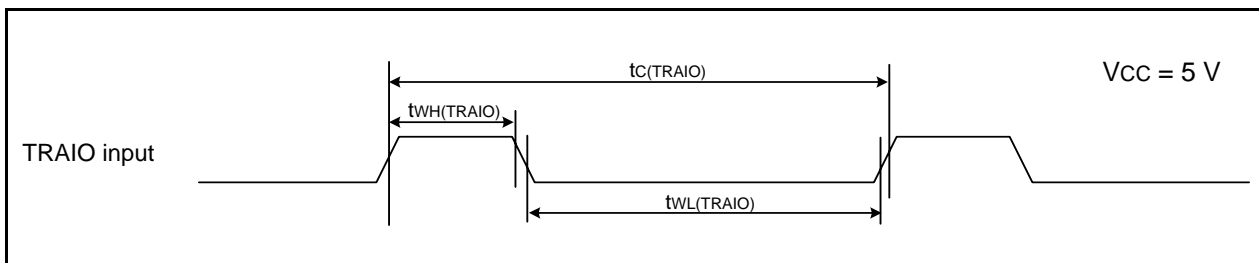 tC(TRAIO)
VCC = 5 V
tWH(TRAIO)
TRAIO input
tWL(TRAIO)